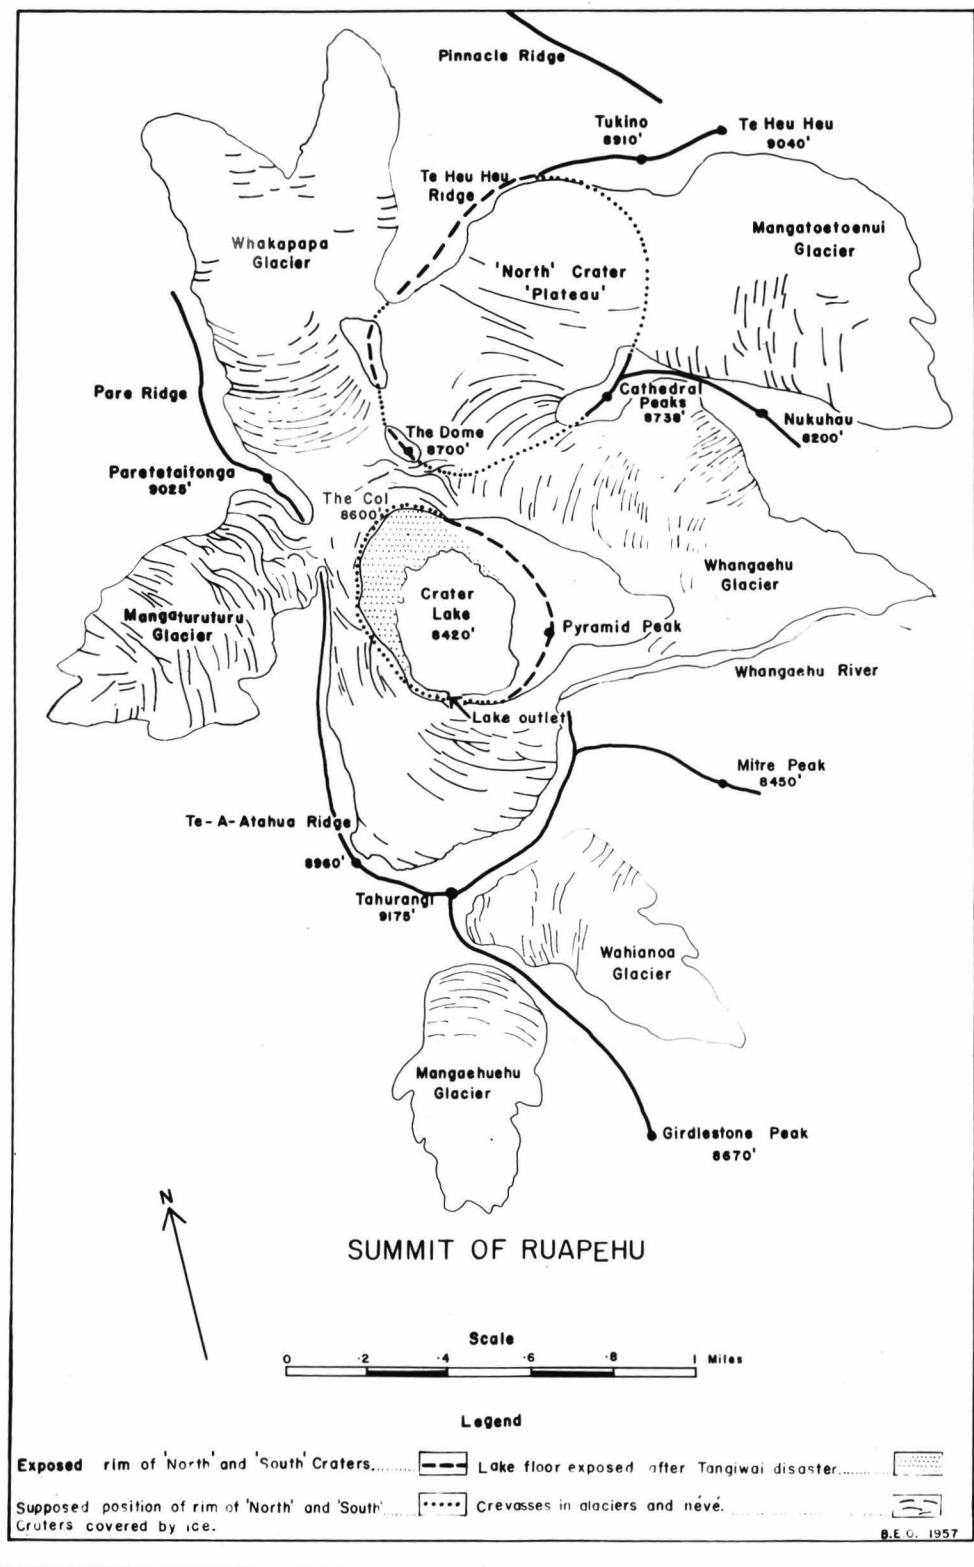 Pinnacle Ridge
Tukino
8910'
Te Heu Heu
9040'
Te Heu Heu
Ridge
Mangatoetoenui
Glacier
Whakapapa
Glacier
'North' Crater
'Plateau'
Pare Ridge
Cathedral
Peaks
8738'
Nukuhau
8200'
The Dome
8700'
Paretetaitonga
9025'
The Col
8600'
Whangaehu
Glacier
Crater
Lake
8420'
Mangaturuturu
Glacier
Pyramid Peak
Whangaehu River
Lake outlet
Mitre Peak
8450'
Te-A-Atahua Ridge
8960'
Tahurangi
9175'
Wahianoa
Glacier
Mangaehuehu
Glacier
Girdlestone Peak
8670'
N
SUMMIT OF RUAPEHU
Scale
0 ·2 ·4 ·6 ·8 1 Miles
Legend
Exposed rim of 'North' and 'South' Craters
Lake floor exposed after Tangiwai disaster
Supposed position of rim of 'North' and 'South'
Craters covered by ice.
Crevasses in glaciers and névé.
B.E.O. 1957